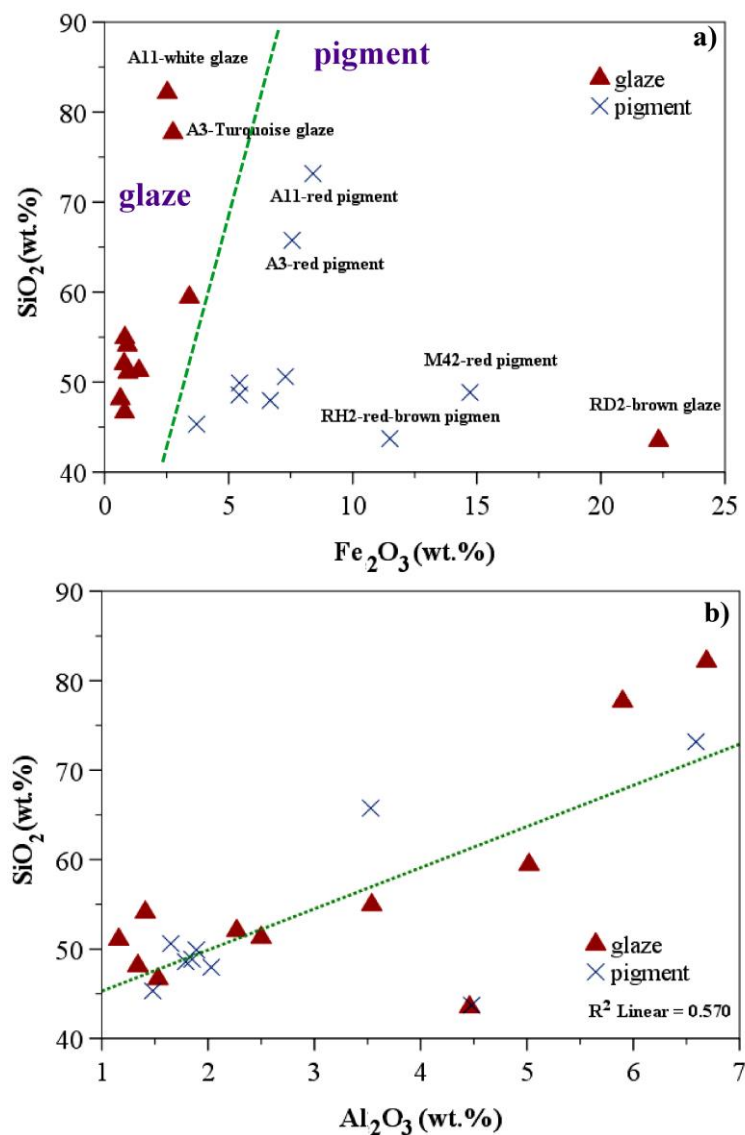 a)
pigment
glaze
A11-white glaze
A3-Turquoise glaze
A11-red pigment
A3-red pigment
M42-red pigment
RH2-red-brown pigmen
RD2-brown glaze
glaze
pigment
90
80
70
60
50
40
SiO₂(wt.%)
0 5 10 15 20 25
Fe₂O₃(wt.%)
b)
90
80
70
60
50
40
SiO₂(wt.%)
glaze
pigment
R² Linear = 0.570
1 2 3 4 5 6 7
Al₂O₃(wt.%)